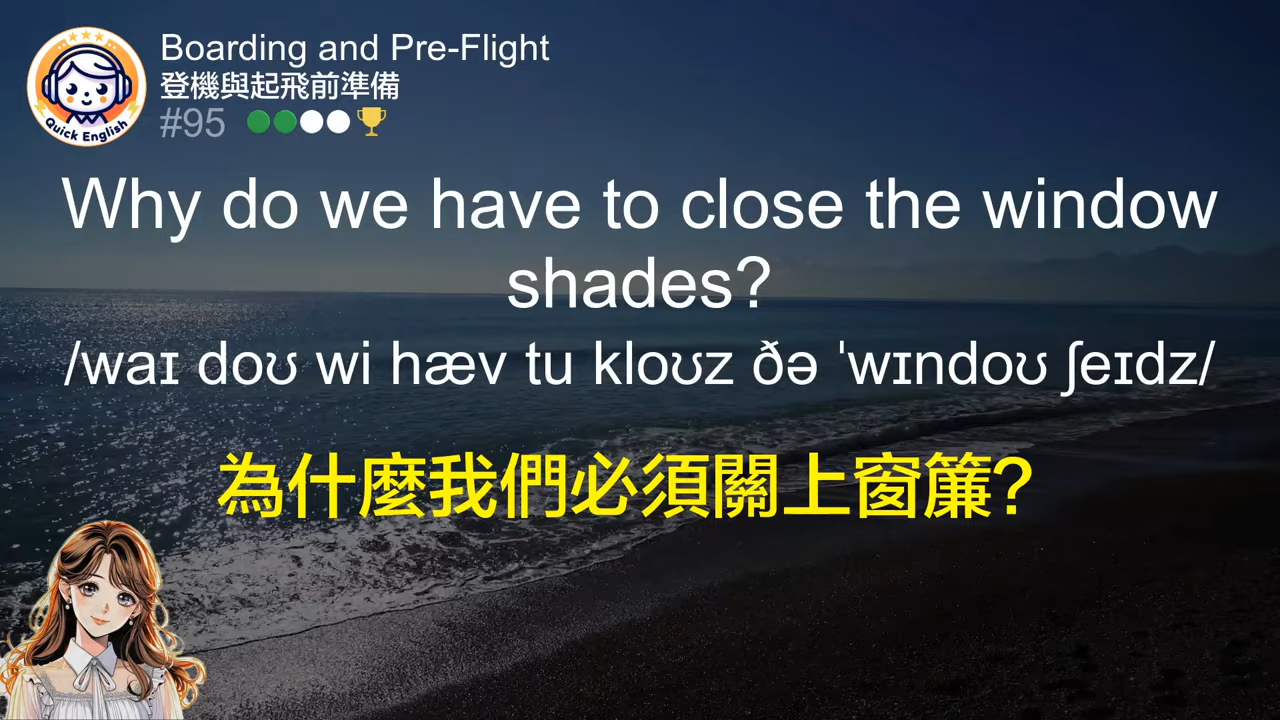 Quick English
Boarding and Pre-Flight
登機與起飛前準備
#95
Why do we have to close the window
shades?
/waɪ doʊ wi hæv tu kloʊz ðə ˈwɪndoʊ ʃeɪdz/
為什麼我們必須關上窗簾?